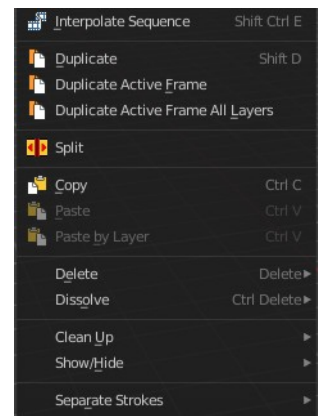 Interpolate Sequence Shift Ctrl E
Duplicate Shift D
Duplicate Active Frame
Duplicate Active Frame All Layers
Split
Copy Ctrl C
Paste Ctrl V
Paste by Layer Ctrl V
Delete Delete
Dissolve Ctrl Delete
Clean Up
Show/Hide
Separate Strokes